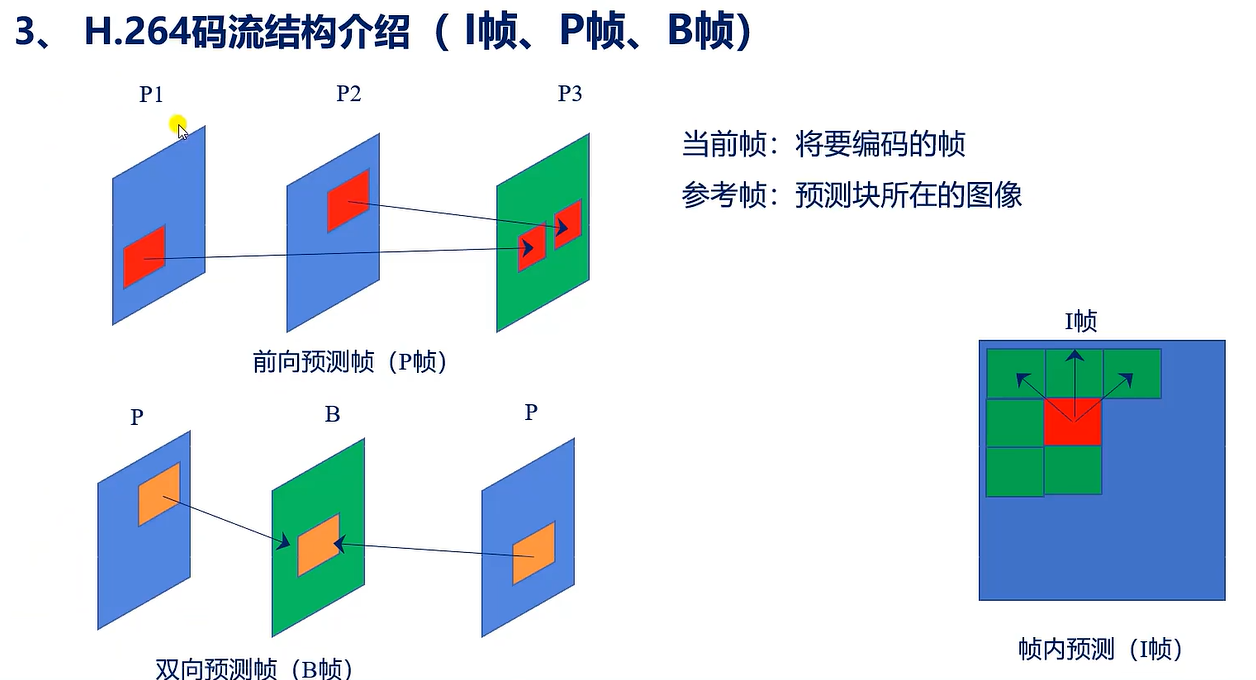 3、 H.264码流结构介绍（ I帧、P帧、B帧）
P1
P2
P3
当前帧：将要编码的帧
参考帧：预测块所在的图像
前向预测帧（P帧）
I帧
P
B
P
双向预测帧（B帧）
帧内预测（I帧）